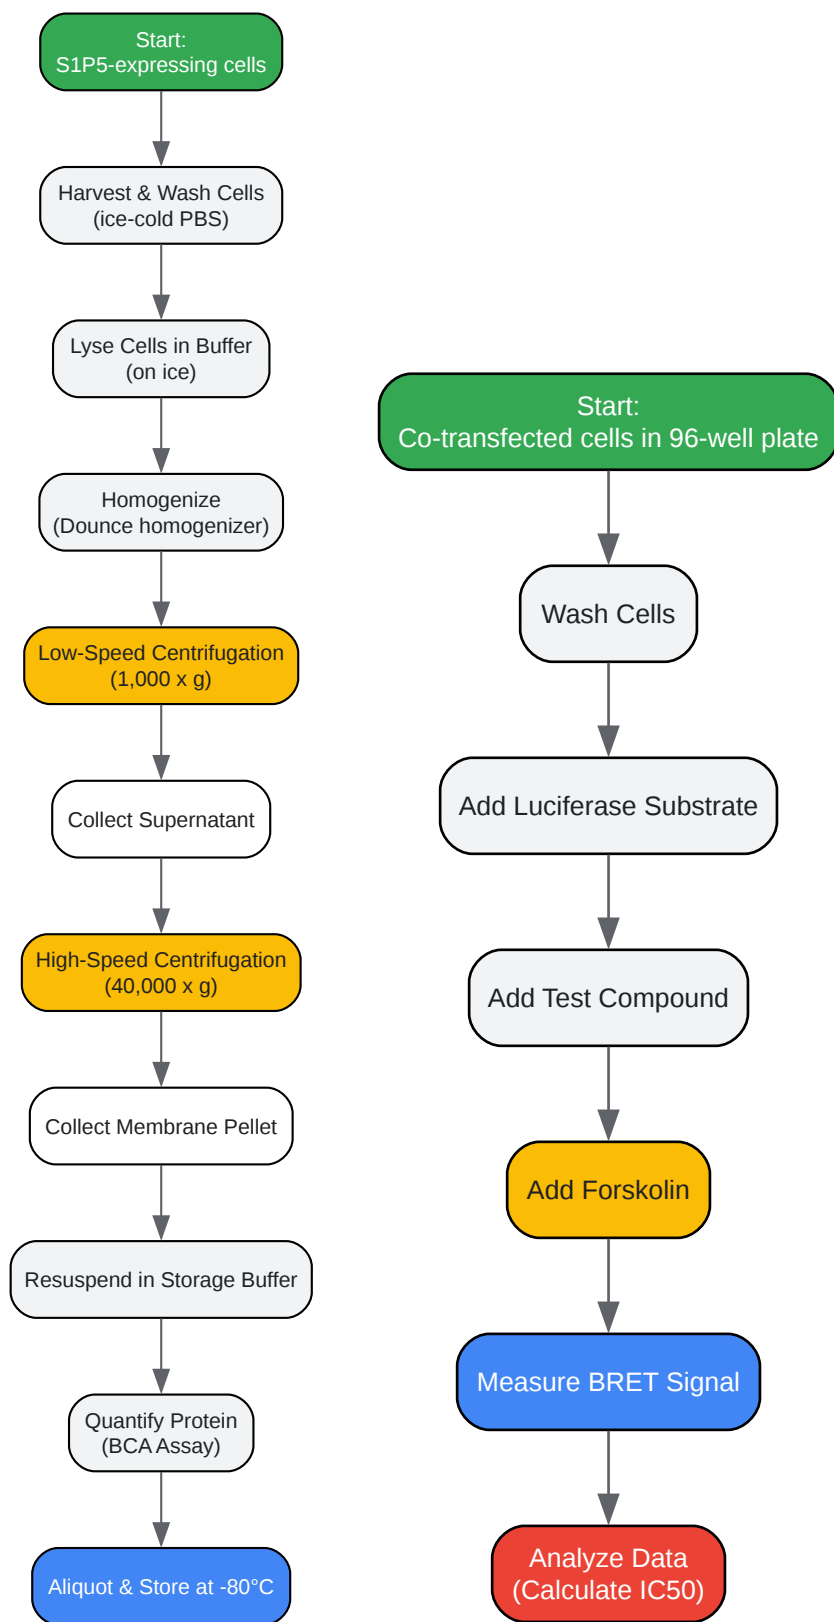 Start:
S1P5-expressing cells
Harvest & Wash Cells
(ice-cold PBS)
Lyse Cells in Buffer
(on ice)
Homogenize
(Dounce homogenizer)
Low-Speed Centrifugation
(1,000 x g)
Collect Supernatant
High-Speed Centrifugation
(40,000 x g)
Collect Membrane Pellet
Resuspend in Storage Buffer
Quantify Protein
(BCA Assay)
Aliquot & Store at -80°C
Start:
Co-transfected cells in 96-well plate
Wash Cells
Add Luciferase Substrate
Add Test Compound
Add Forskolin
Measure BRET Signal
Analyze Data
(Calculate IC50)